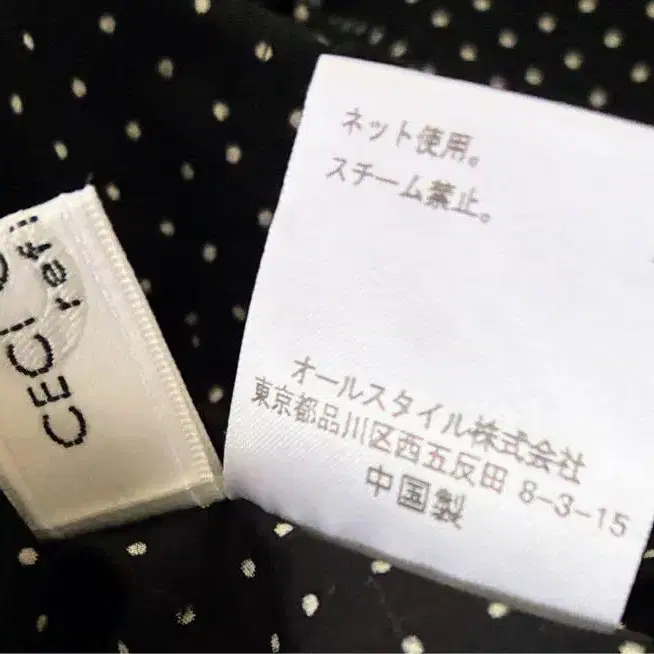 ネット使用。
スチーム禁止。
オールスタイル株式会社
東京都品川区西五反田 8-3-15
中国製
CECI
ref